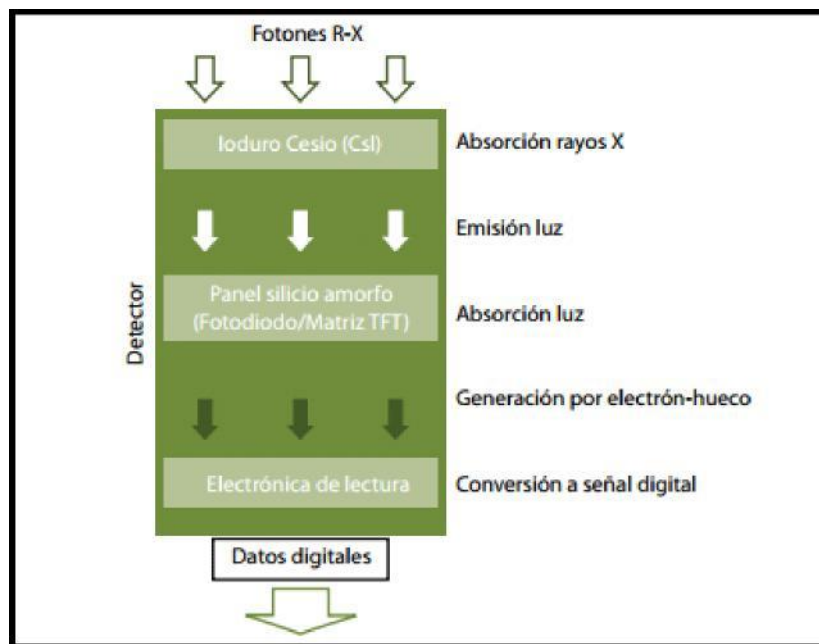 Fotones R-X
Ioduro Cesio (CsI)
Absorción rayos X
Emisión luz
Detector
Panel silicio amorfo
(Fotodiodo/Matriz TFT)
Absorción luz
Generación por electrón-hueco
Electrónica de lectura
Conversión a señal digital
Datos digitales